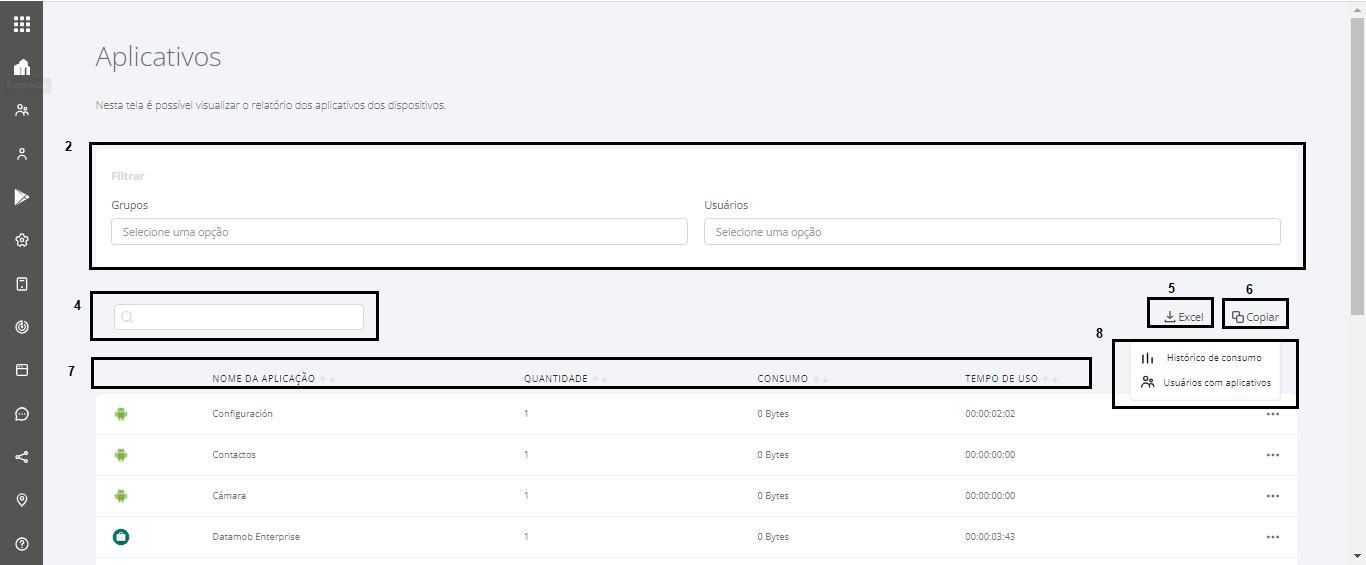 Aplicativos
Empresas
Nesta tela é possível visualizar o relatório dos aplicativos dos dispositivos.
2
Filtrar
Grupos Usuários
Selecione uma opção Selecione uma opção
4
5 6
Excel Copiar
8
Histórico de consumo
7
NOME DA APLICAÇÃO QUANTIDADE CONSUMO TEMPO DE USO
Usuários com aplicativos
Configuración 1 0 Bytes 00:00:02:02
Contactos 1 0 Bytes 00:00:00:00
Cámara 1 0 Bytes 00:00:00:00
Datamob Enterprise 1 0 Bytes 00:00:03:43